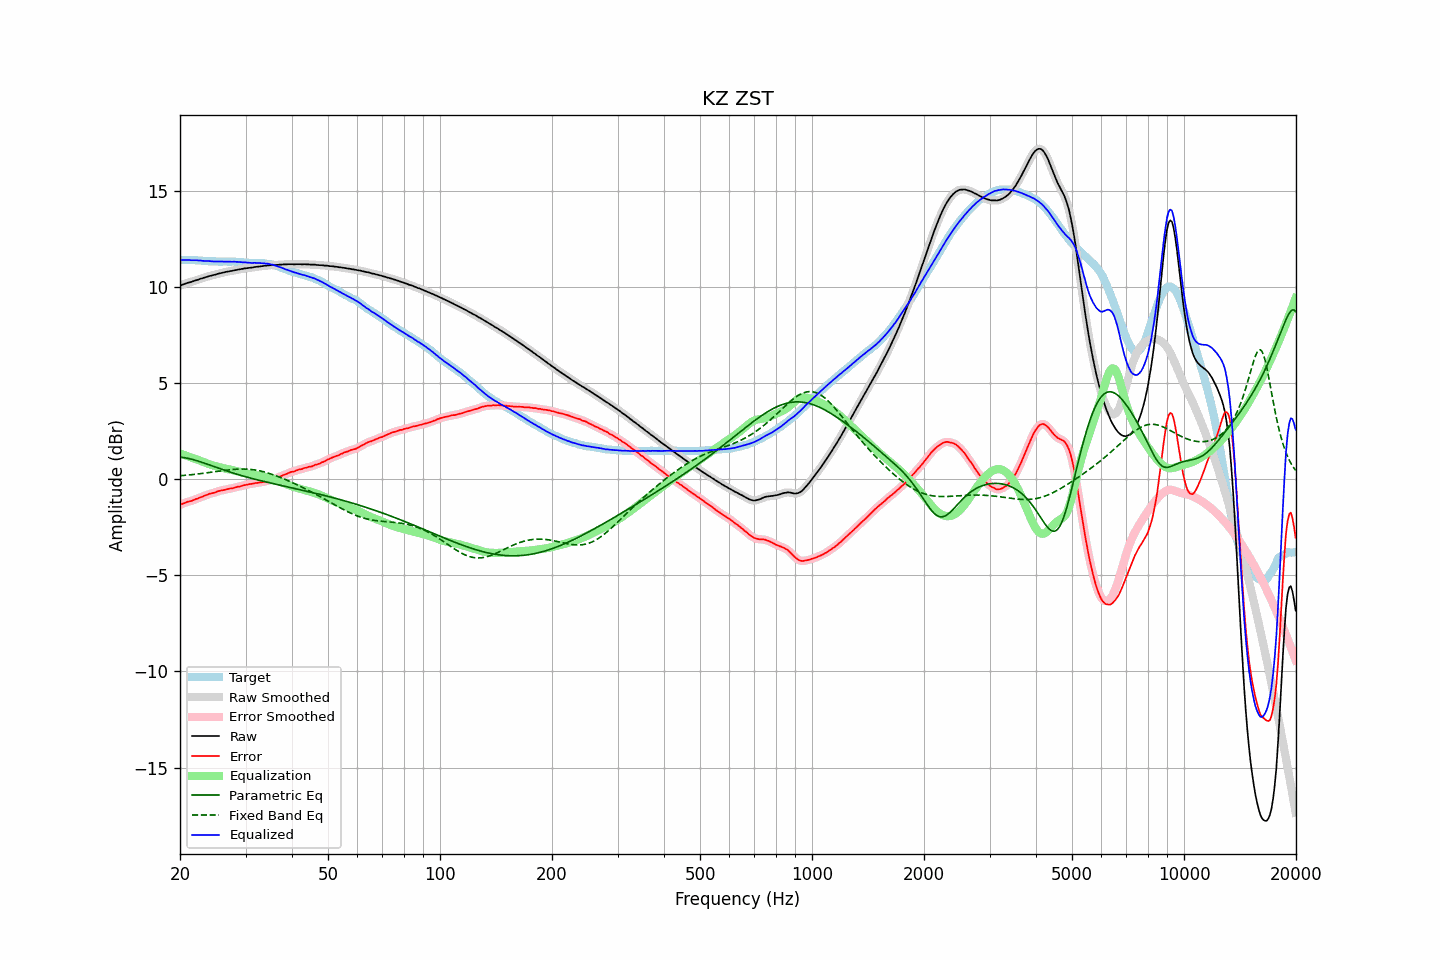 KZ ZST
Amplitude (dBr)
15
10
5
0
−5
−10
−15
Target
Raw Smoothed
Error Smoothed
Raw
Error
Equalization
Parametric Eq
Fixed Band Eq
Equalized
20 50 100 200 500 1000 2000 5000 10000 20000
Frequency (Hz)